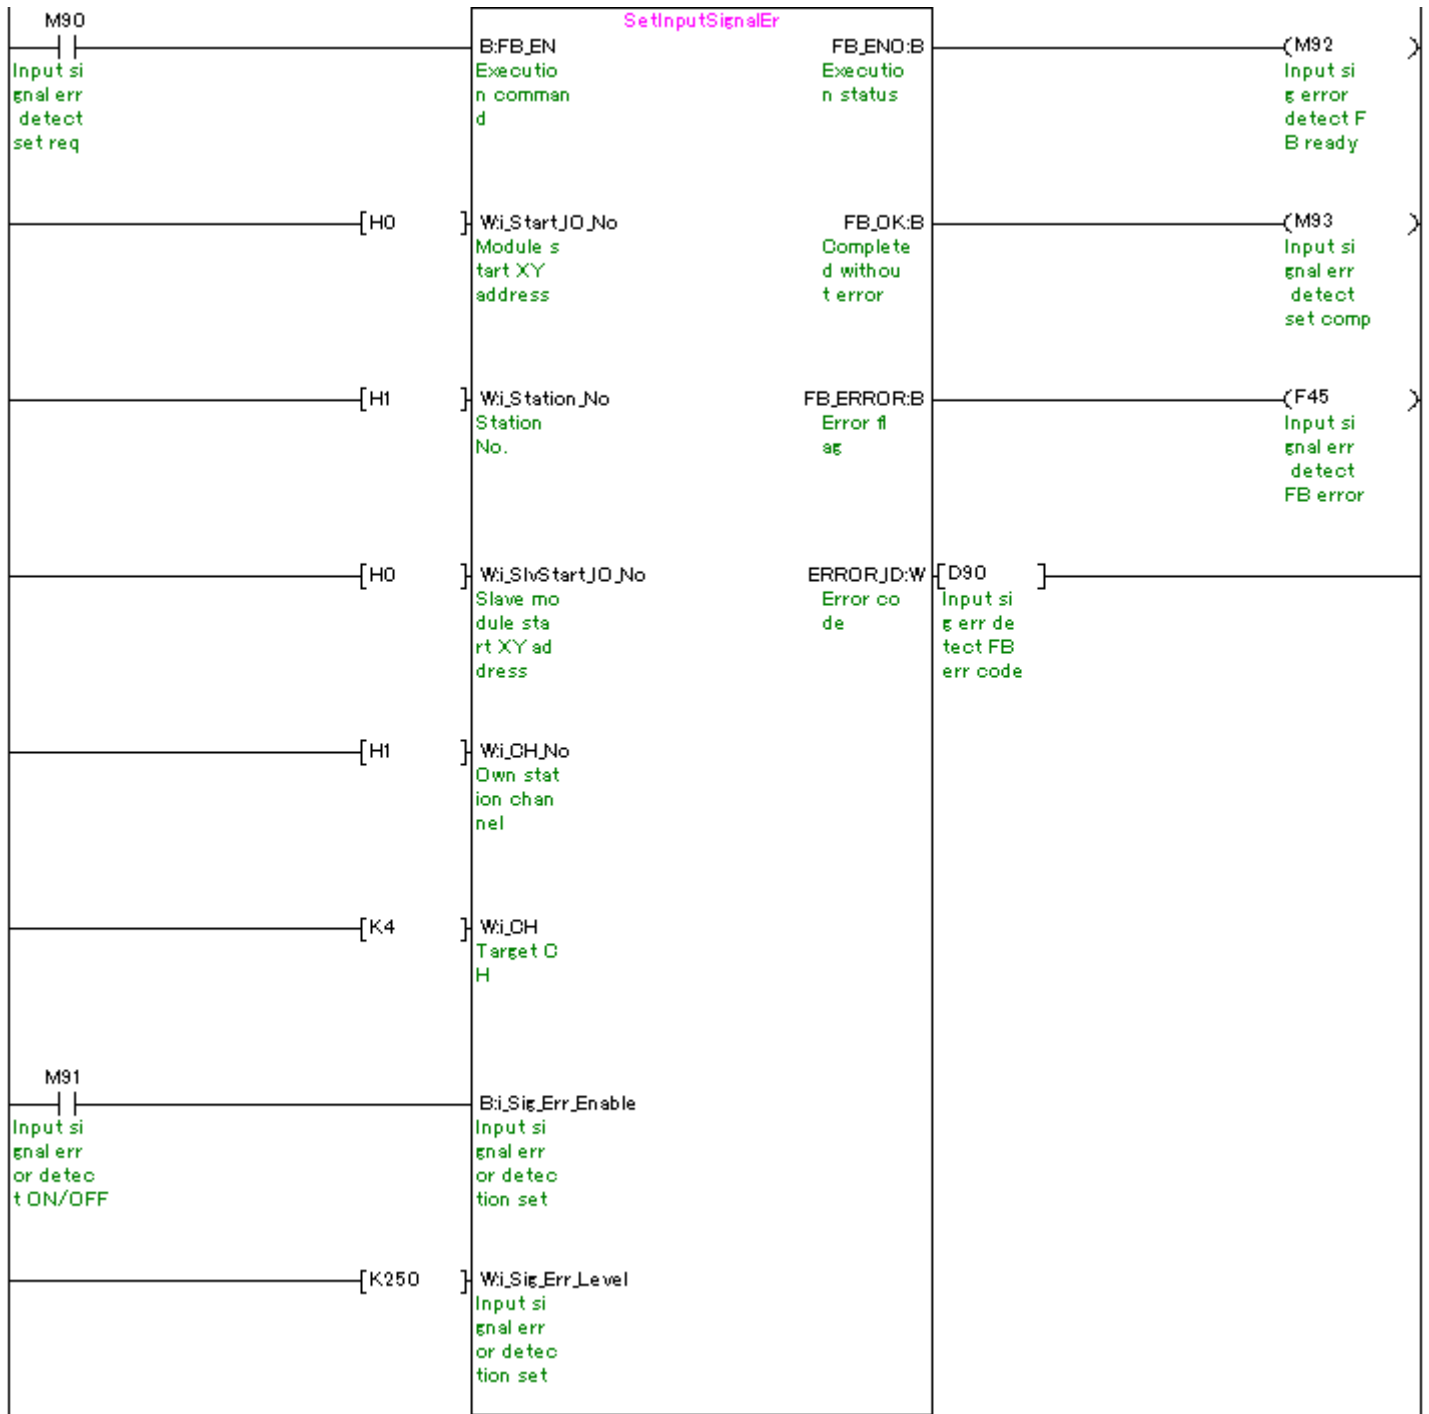 M90
SetInputSignalEr
B:FB_EN
FB_ENO:B
M92
Input si
gnal err
detect
set req
Executio
n comman
d
Executio
n status
Input si
g error
detect F
B ready
H0
W:i_Start_IO_No
FB_OK:B
M93
Module s
tart XY
address
Complete
d withou
t error
Input si
gnal err
detect
set comp
H1
W:i_Station_No
FB_ERROR:B
F45
Station
No.
Error fl
ag
Input si
gnal err
detect
FB error
H0
W:i_SlvStart_IO_No
ERROR_ID:W
D90
Slave mo
dule sta
rt XY ad
dress
Error co
de
Input si
g err de
tect FB
err code
H1
W:i_CH_No
Own stat
ion chan
nel
K4
W:i_CH
Target C
H
M91
B:i_Sig_Err_Enable
Input si
gnal err
or detec
t ON/OFF
Input si
gnal err
or detec
tion set
K250
W:i_Sig_Err_Level
Input si
gnal err
or detec
tion set